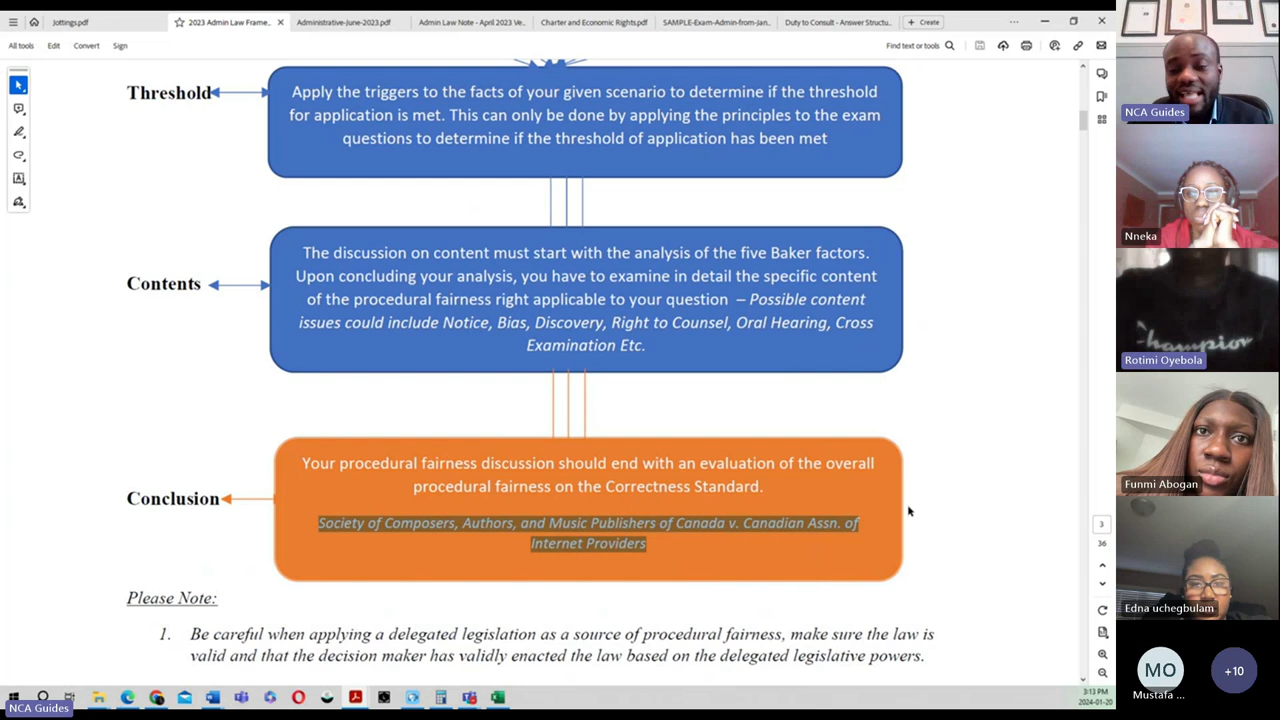 Jottings.pdf
2023 Admin Law Frame...
Administrative-June-2023.pdf
Admin Law Note - April 2023 Ve...
Charter and Economic Rights.pdf
SAMPLE-Exam-Admin-from-Jan...
Duty to Consult - Answer Structu...
+ Create
All tools
Edit
Convert
Sign
Find text or tools
Threshold
Apply the triggers to the facts of your given scenario to determine if the threshold
for application is met. This can only be done by applying the principles to the exam
questions to determine if the threshold of application has been met
Contents
The discussion on content must start with the analysis of the five Baker factors.
Upon concluding your analysis, you have to examine in detail the specific content
of the procedural fairness right applicable to your question – Possible content
issues could include Notice, Bias, Discovery, Right to Counsel, Oral Hearing, Cross
Examination Etc.
Conclusion
Your procedural fairness discussion should end with an evaluation of the overall
procedural fairness on the Correctness Standard.
Society of Composers, Authors, and Music Publishers of Canada v. Canadian Assn. of
Internet Providers
Please Note:
1. Be careful when applying a delegated legislation as a source of procedural fairness, make sure the law is
valid and that the decision maker has validly enacted the law based on the delegated legislative powers.
3
36
3:13 PM
2024-01-20
NCA Guides
NCA Guides
Nneka
Champion
Rotimi Oyebola
Funmi Abogan
Edna uchegbulam
MO
Mustafa ...
+10